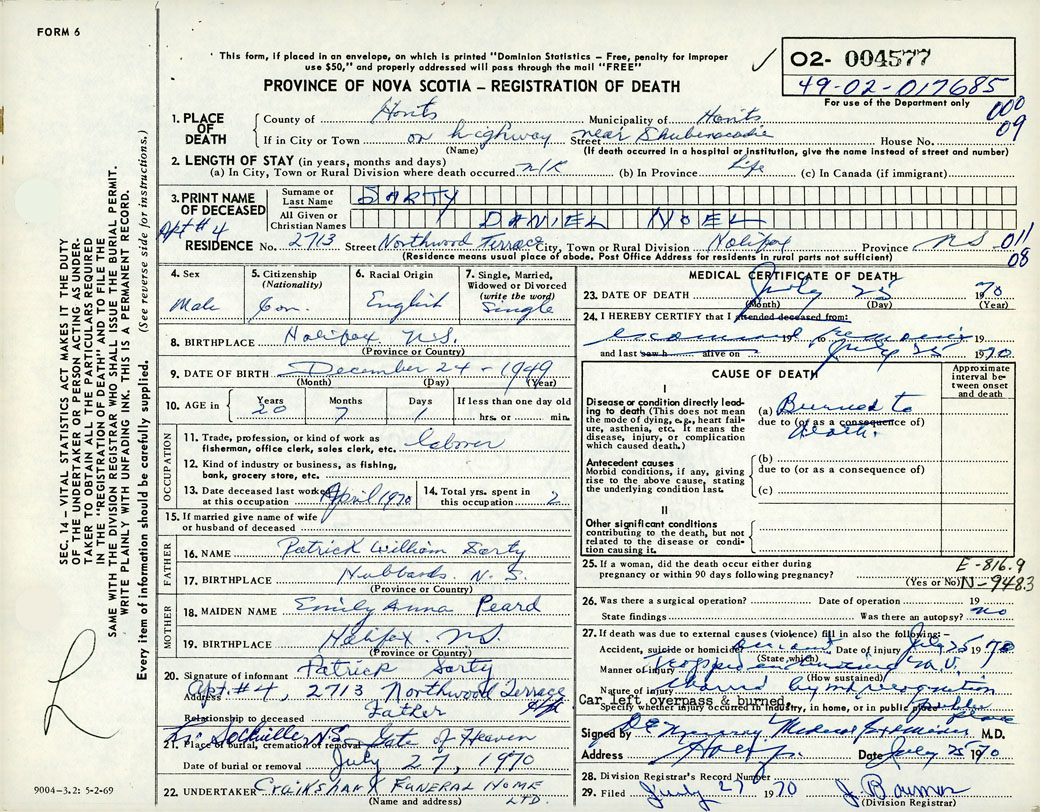 FORM 6
This form, if placed in an envelope, on which is printed "Dominion Statistics – Free, penalty for improper
use $50," and properly addressed will pass through the mail "FREE"
02- 004577
49-02-017685
For use of the Department only
PROVINCE OF NOVA SCOTIA – REGISTRATION OF DEATH
000
09
1. PLACE OF DEATH
County of Hants Municipality of Hants
If in City or Town on highway Street near Shubenacadie House No.
(Name) (If death occurred in a hospital or institution, give the name instead of street and number)
2. LENGTH OF STAY (in years, months and days)
(a) In City, Town or Rural Division where death occurred N/R (b) In Province Life (c) In Canada (if immigrant)
3. PRINT NAME OF DECEASED
Surname or Last Name SARTY
All Given or Christian Names DANIEL NOEL
Apt # 4
RESIDENCE No. 2713 Street Northwood Terrace City, Town or Rural Division Halifax Province NS
011
08
(Residence means usual place of abode. Post Office Address for residents in rural parts not sufficient)
4. Sex Male
5. Citizenship (Nationality) Can.
6. Racial Origin English
7. Single, Married, Widowed or Divorced (write the word) Single
8. BIRTHPLACE Halifax N.S.
(Province or Country)
9. DATE OF BIRTH December 24 - 1949
(Month) (Day) (Year)
10. AGE in Years 20 Months 7 Days 1 If less than one day old hrs. or min.
OCCUPATION
11. Trade, profession, or kind of work as fisherman, office clerk, sales clerk, etc. labourer
12. Kind of industry or business, as fishing, bank, grocery store, etc.
13. Date deceased last worked at this occupation April 1970
14. Total yrs. spent in this occupation 2
15. If married give name of wife or husband of deceased
FATHER
16. NAME Patrick William Sarty
17. BIRTHPLACE Hubbards N.S.
(Province or Country)
MOTHER
18. MAIDEN NAME Emily Anna Peard
19. BIRTHPLACE Halifax NS.
(Province or Country)
20. Signature of informant Patrick Sarty
Address Apt. # 4, 2713 Northwood Terrace Hfx
Relationship to deceased Father
Sackville N.S.
21. Place of burial, cremation or removal Gate of Heaven
Date of burial or removal July 27, 1970
22. UNDERTAKER CRUIKSHANK FUNERAL HOME LTD.
(Name and address)
MEDICAL CERTIFICATE OF DEATH
23. DATE OF DEATH July 25 1970
(Month) (Day) (Year)
24. I HEREBY CERTIFY that I attended deceased from:
examined remains 19 to 19
and last saw h alive on July 25 1970
CAUSE OF DEATH
Approximate interval between onset and death
I
Disease or condition directly leading to death (This does not mean the mode of dying, e.g., heart failure, asthenia, etc. It means the disease, injury, or complication which caused death.)
(a) Burned to
due to (or as a consequence of)
death.
Antecedent causes
Morbid conditions, if any, giving rise to the above cause, stating the underlying condition last.
(b)
due to (or as a consequence of)
(c)
II
Other significant conditions contributing to the death, but not related to the disease or condition causing it.
25. If a woman, did the death occur either during pregnancy or within 90 days following pregnancy?
(Yes or No)
E-816.9
N-948.3
26. Was there a surgical operation? Date of operation 19
State findings Was there an autopsy? no
27. If death was due to external causes (violence) fill in also the following:–
Accident, suicide or homicide accident Date of injury July 25 1970
(State which)
Manner of injury trapped in M.V.
(How sustained)
Nature of injury charred beyond recognition
Car left overpass & burned.
Specify whether injury occurred in industry, in home, or in public place public place
Signed by Medical Examiner M.D.
Address Date July 25 1970
28. Division Registrar's Record Number
29. Filed July 27 1970
(Division Registrar)
SEC. 14 – VITAL STATISTICS ACT MAKES IT THE DUTY
OF THE UNDERTAKER OR PERSON ACTING AS UNDER-
TAKER TO OBTAIN ALL THE PARTICULARS REQUIRED
IN THE "REGISTRATION OF DEATH" AND TO FILE THE
SAME WITH THE DIVISION REGISTRAR WHO SHALL ISSUE THE BURIAL PERMIT.
WRITE PLAINLY WITH UNFADING INK. THIS IS A PERMANENT RECORD.
Every item of information should be carefully supplied. (See reverse side for instructions.)
9004-3.2: 5-2-69